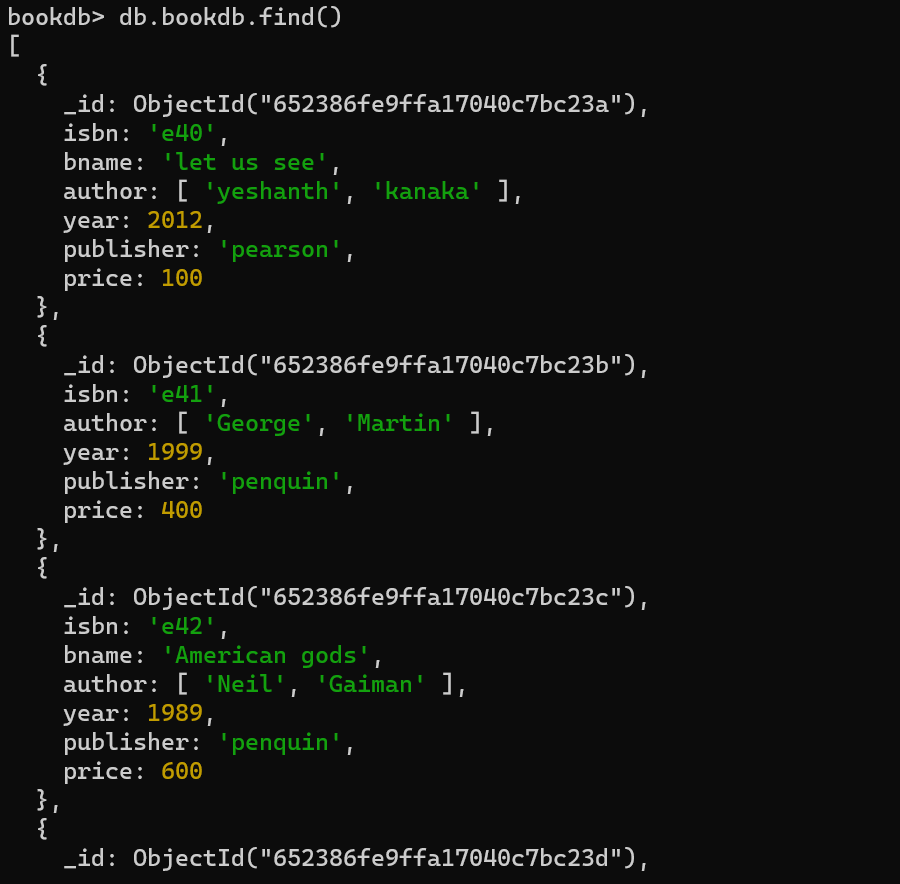 bookdb> db.bookdb.find()
[
  {
    _id: ObjectId("652386fe9ffa17040c7bc23a"),
    isbn: 'e40',
    bname: 'let us see',
    author: [ 'yeshanth', 'kanaka' ],
    year: 2012,
    publisher: 'pearson',
    price: 100
  },
  {
    _id: ObjectId("652386fe9ffa17040c7bc23b"),
    isbn: 'e41',
    author: [ 'George', 'Martin' ],
    year: 1999,
    publisher: 'penquin',
    price: 400
  },
  {
    _id: ObjectId("652386fe9ffa17040c7bc23c"),
    isbn: 'e42',
    bname: 'American gods',
    author: [ 'Neil', 'Gaiman' ],
    year: 1989,
    publisher: 'penquin',
    price: 600
  },
  {
    _id: ObjectId("652386fe9ffa17040c7bc23d"),